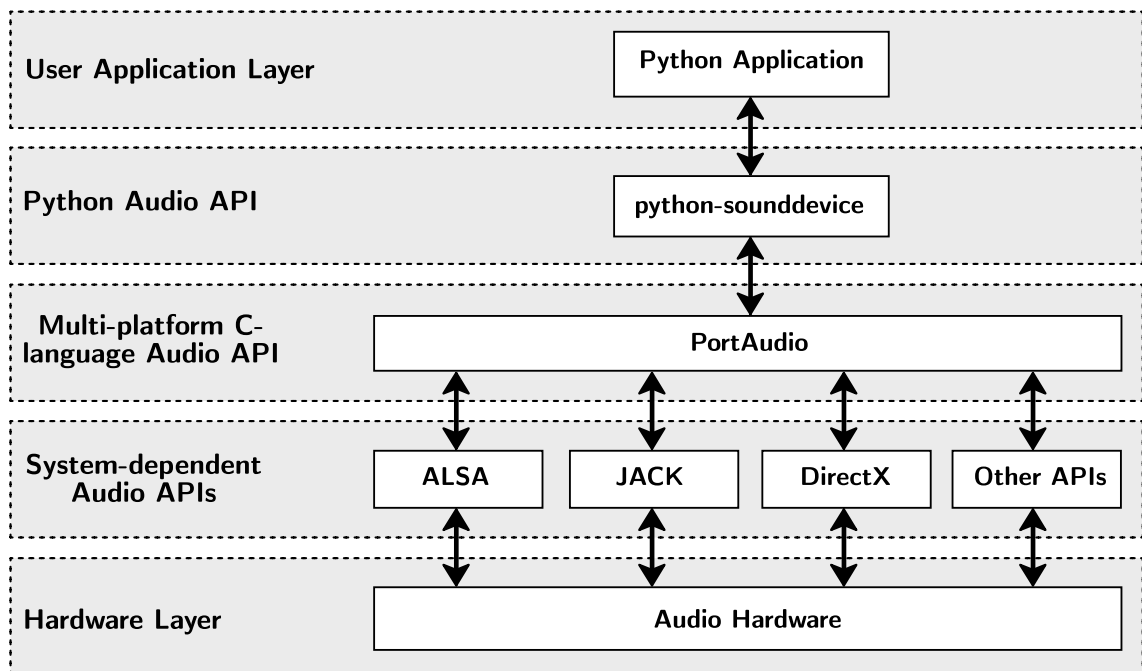 User Application Layer
Python Application
Python Audio API
python-sounddevice
Multi-platform C-
language Audio API
PortAudio
System-dependent
Audio APIs
ALSA
JACK
DirectX
Other APIs
Hardware Layer
Audio Hardware